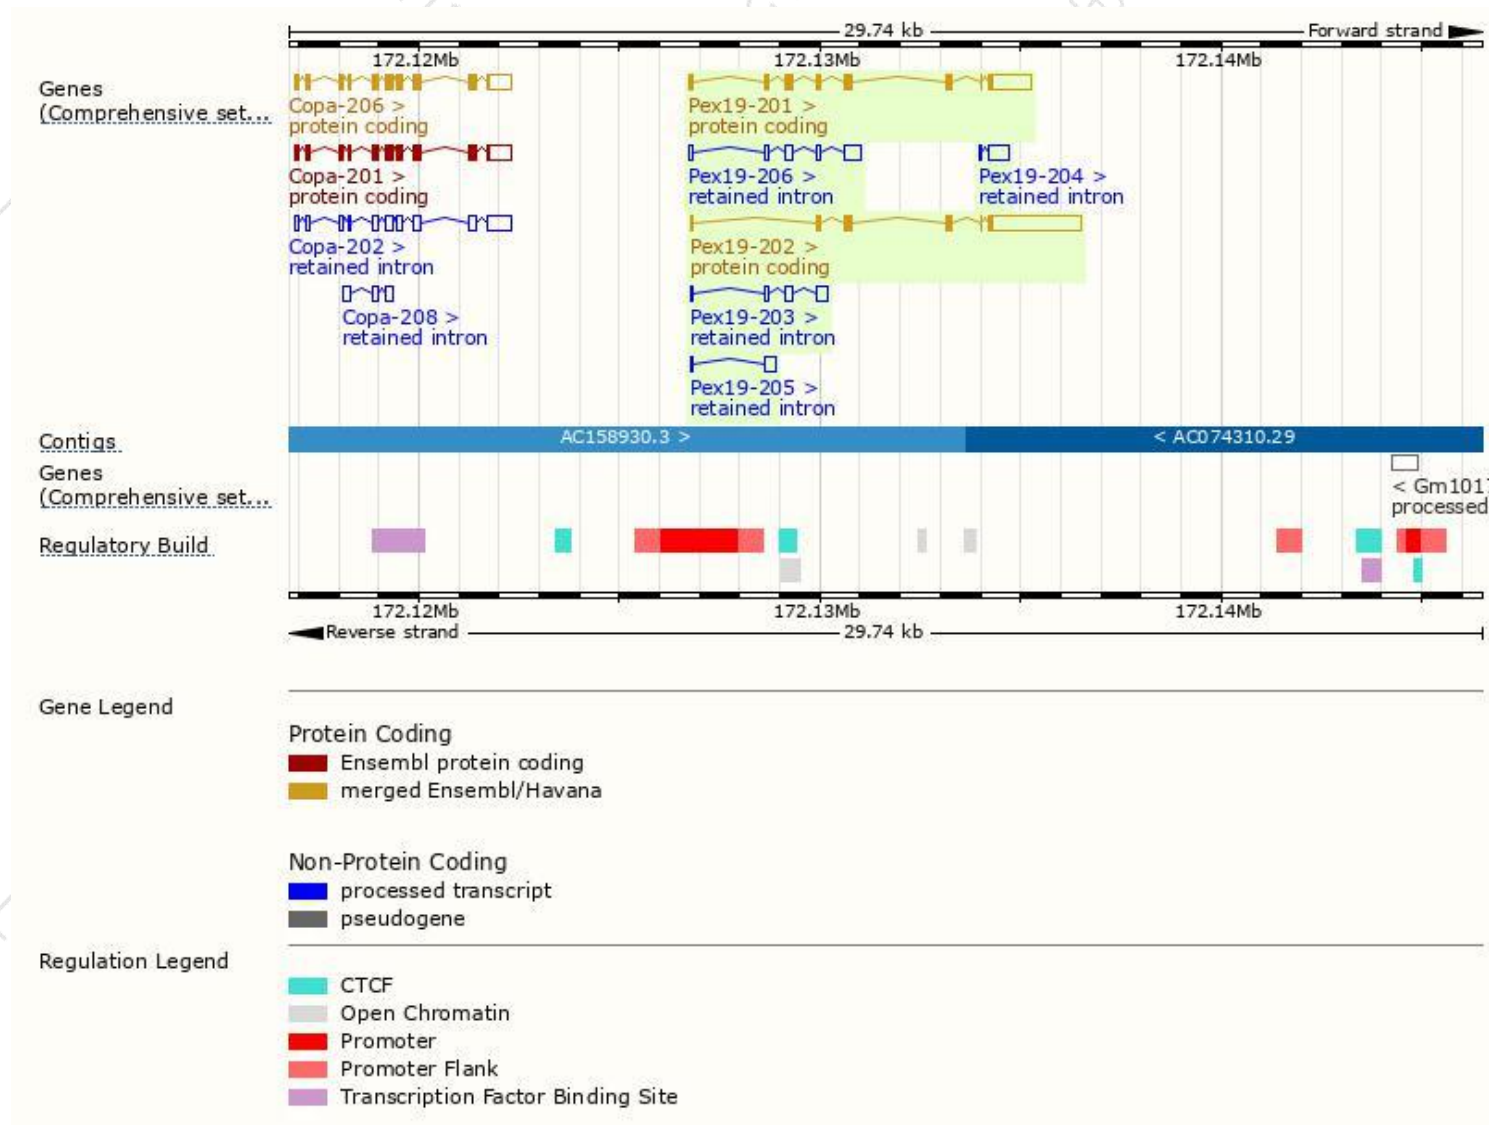 29.74 kb
Forward strand
172.12Mb 172.13Mb 172.14Mb
Genes
(Comprehensive set...
Copa-206 >
protein coding
Pex19-201 >
protein coding
Copa-201 >
protein coding
Pex19-206 >
retained intron
Pex19-204 >
retained intron
Copa-202 >
retained intron
Pex19-202 >
protein coding
Copa-208 >
retained intron
Pex19-203 >
retained intron
Pex19-205 >
retained intron
Contigs
AC158930.3 >
< AC074310.29
Genes
(Comprehensive set...
< Gm101
processed
Regulatory Build
172.12Mb 172.13Mb 172.14Mb
Reverse strand
29.74 kb
Gene Legend
Protein Coding
Ensembl protein coding
merged Ensembl/Havana
Non-Protein Coding
processed transcript
pseudogene
Regulation Legend
CTCF
Open Chromatin
Promoter
Promoter Flank
Transcription Factor Binding Site